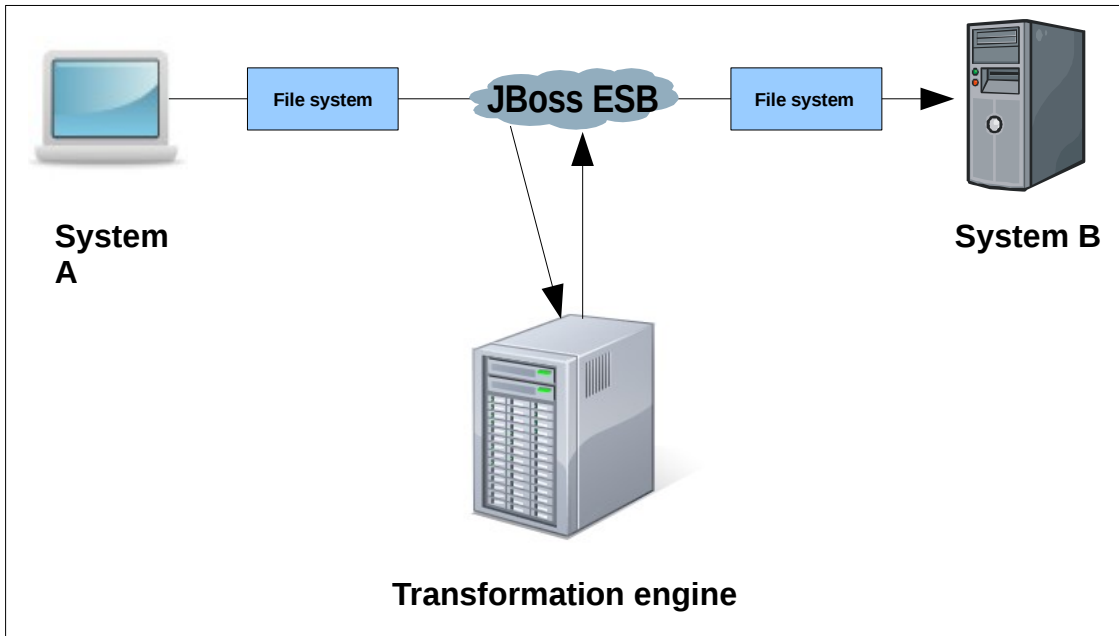 File system
JBoss ESB
File system
System
A
System B
Transformation engine